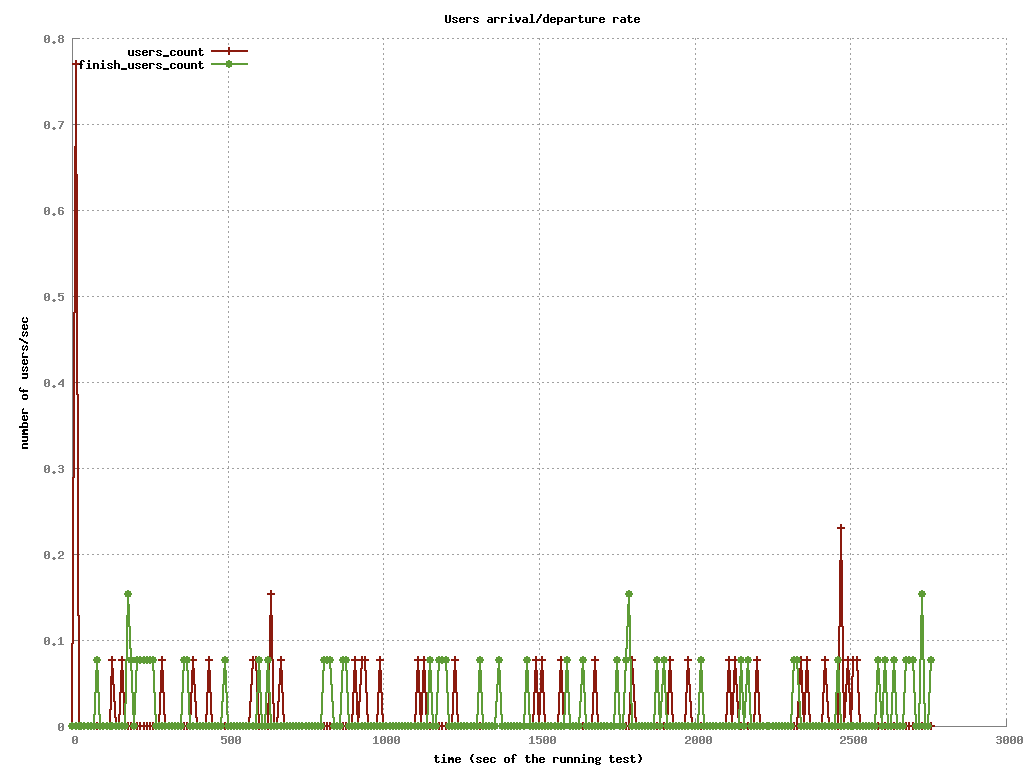 Users arrival/departure rate
users_count
finish_users_count
0.8
0.7
0.6
0.5
0.4
0.3
0.2
0.1
0
number of users/sec
0 500 1000 1500 2000 2500 3000
time (sec of the running test)